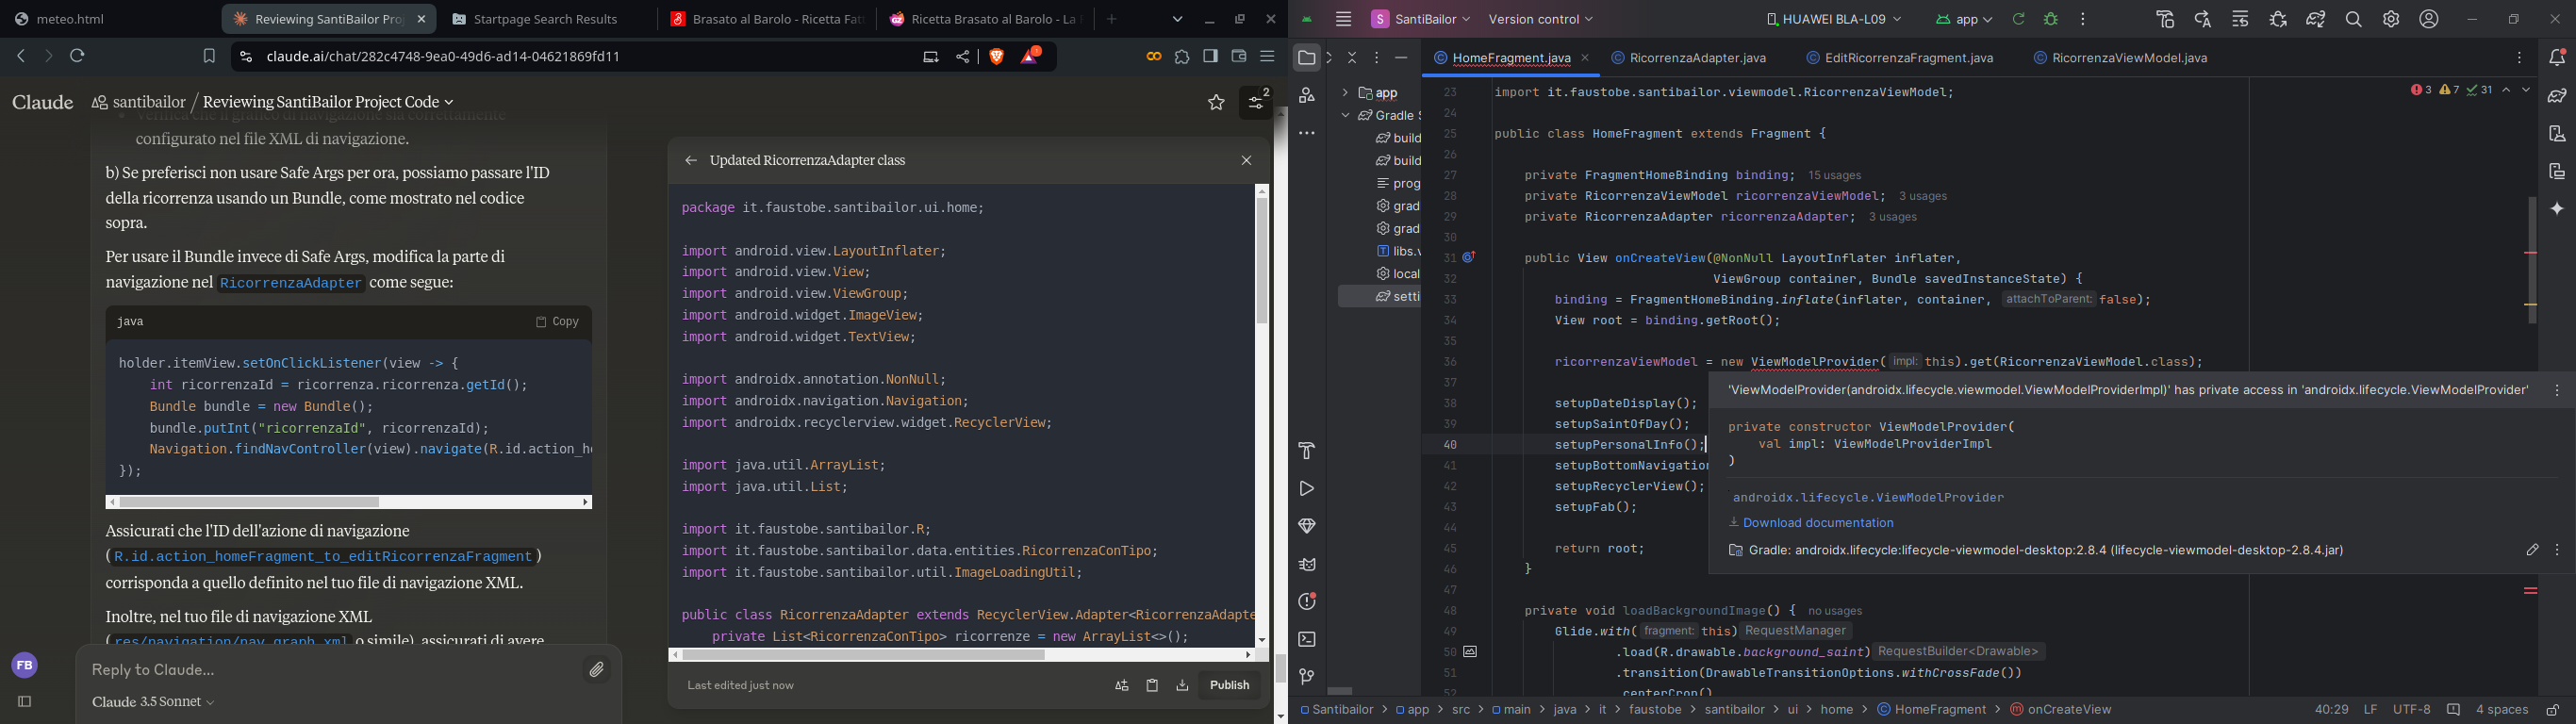 meteo.html
Reviewing SantiBailor Pro
Startpage Search Results
Brasato al Barolo - Ricetta Fatt
Ricetta Brasato al Barolo - La
claude.ai/chat/282c4748-9ea0-49d6-ad14-04621869fd11
Claude
santibailor / Reviewing SantiBailor Project Code
2
Verifica che il grafico di navigazione sia correttamente
configurato nel file XML di navigazione.
b) Se preferisci non usare Safe Args per ora, possiamo passare l'ID
della ricorrenza usando un Bundle, come mostrato nel codice
sopra.
Per usare il Bundle invece di Safe Args, modifica la parte di
navigazione nel RicorrenzaAdapter come segue:
java
Copy
holder.itemView.setOnClickListener(view -> {
int ricorrenzaId = ricorrenza.ricorrenza.getId();
Bundle bundle = new Bundle();
bundle.putInt("ricorrenzaId", ricorrenzaId);
Navigation.findNavController(view).navigate(R.id.action_h
});
Assicurati che l'ID dell'azione di navigazione
(R.id.action_homeFragment_to_editRicorrenzaFragment)
corrisponda a quello definito nel tuo file di navigazione XML.
Inoltre, nel tuo file di navigazione XML
(res/navigation/nav_graph.xml o simile), assicurati di avere
FB
Reply to Claude...
Claude 3.5 Sonnet
Updated RicorrenzaAdapter class
package it.faustobe.santibailor.ui.home;
import android.view.LayoutInflater;
import android.view.View;
import android.view.ViewGroup;
import android.widget.ImageView;
import android.widget.TextView;
import androidx.annotation.NonNull;
import androidx.navigation.Navigation;
import androidx.recyclerview.widget.RecyclerView;
import java.util.ArrayList;
import java.util.List;
import it.faustobe.santibailor.R;
import it.faustobe.santibailor.data.entities.RicorrenzaConTipo;
import it.faustobe.santibailor.util.ImageLoadingUtil;
public class RicorrenzaAdapter extends RecyclerView.Adapter<RicorrenzaAdapte
private List<RicorrenzaConTipo> ricorrenze = new ArrayList<>();
Last edited just now
Publish
S SantiBailor
Version control
HUAWEI BLA-L09
app
HomeFragment.java
RicorrenzaAdapter.java
EditRicorrenzaFragment.java
RicorrenzaViewModel.java
app
Gradle S
build
build
prog
grad
grad
libs.v
local
setti
3 7 31
23 import it.faustobe.santibailor.viewmodel.RicorrenzaViewModel;
24
25 public class HomeFragment extends Fragment {
26
27 private FragmentHomeBinding binding; 15 usages
28 private RicorrenzaViewModel ricorrenzaViewModel; 3 usages
29 private RicorrenzaAdapter ricorrenzaAdapter; 3 usages
30
31 public View onCreateView(@NonNull LayoutInflater inflater,
32 ViewGroup container, Bundle savedInstanceState) {
33 binding = FragmentHomeBinding.inflate(inflater, container, attachToParent: false);
34 View root = binding.getRoot();
35
36 ricorrenzaViewModel = new ViewModelProvider( impl: this).get(RicorrenzaViewModel.class);
37
38 setupDateDisplay();
39 setupSaintOfDay();
40 setupPersonalInfo();
41 setupBottomNavigation
42 setupRecyclerView();
43 setupFab();
44
45 return root;
46 }
47
48 private void loadBackgroundImage() { no usages
49 Glide.with( fragment: this) RequestManager
50 .load(R.drawable.background_saint) RequestBuilder<Drawable>
51 .transition(DrawableTransitionOptions.withCrossFade())
52 .centerCrop()
'ViewModelProvider(androidx.lifecycle.viewmodel.ViewModelProviderImpl)' has private access in 'androidx.lifecycle.ViewModelProvider'
private constructor ViewModelProvider(
val impl: ViewModelProviderImpl
)
androidx.lifecycle.ViewModelProvider
Download documentation
Gradle: androidx.lifecycle:lifecycle-viewmodel-desktop:2.8.4 (lifecycle-viewmodel-desktop-2.8.4.jar)
Santibailor > app > src > main > java > it > faustobe > santibailor > ui > home > HomeFragment > onCreateView
40:29 LF UTF-8 4 spaces